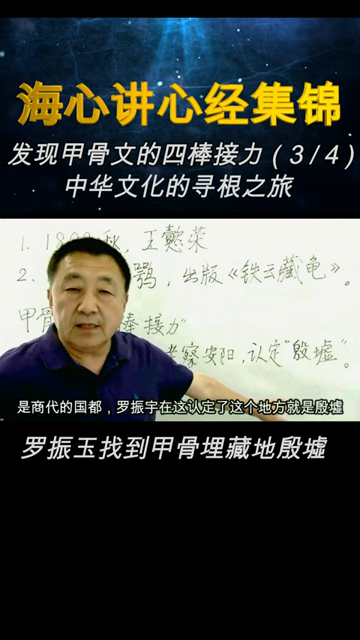 海心讲心经集锦
发现甲骨文的四棒接力（3/4）
中华文化的寻根之旅
1. 18 秋，王懿荣
2. 鹗，出版《铁云藏龟》。
甲骨 棒接力
考察安阳，认定"殷墟"。
是商代的国都，罗振宇在这认定了这个地方就是殷墟
罗振玉找到甲骨埋藏地殷墟